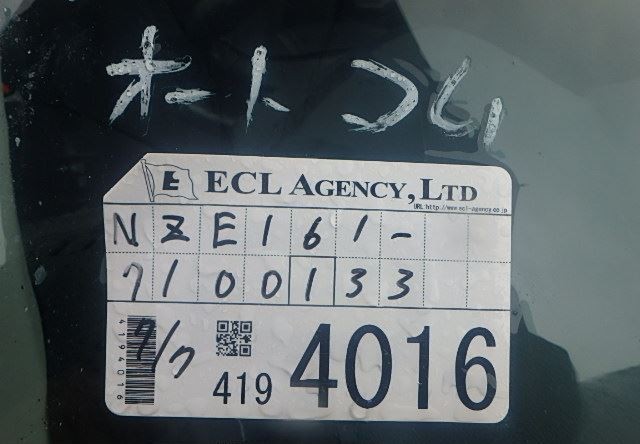 オートコム
E ECL AGENCY, LTD
URL:http://www.ecl-agency.co.jp
NZE161-
7100133
9/7
4194016
419 4016